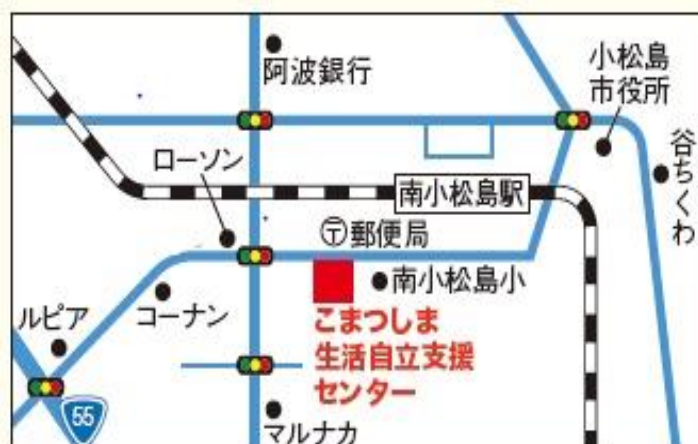 阿波銀行
小松島
市役所
谷ちくわ
ローソン
南小松島駅
〒郵便局
南小松島小
コーナン
ルピア
こまつしま
生活自立支援
センター
55
マルナカ